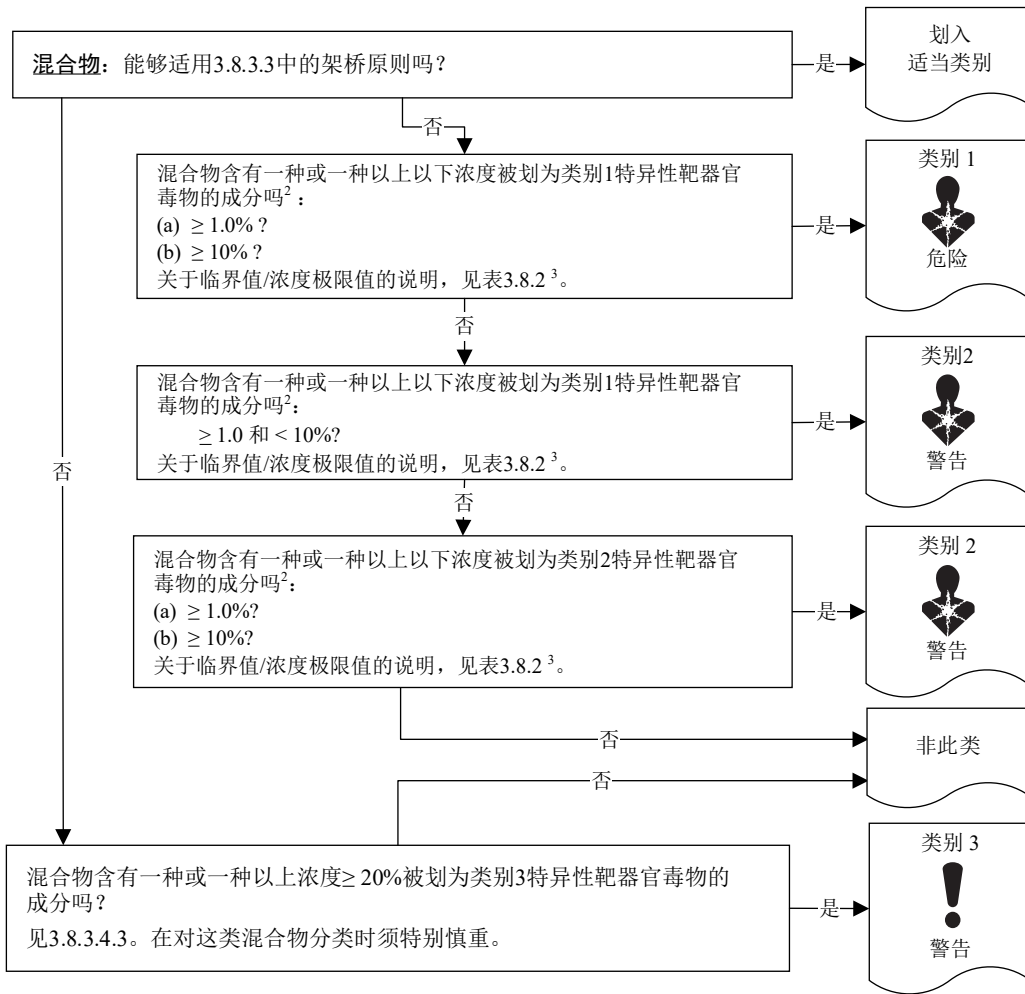 混合物：能够适用3.8.3.3中的架桥原则吗？
是
划入
适当类别
否
混合物含有一种或一种以上以下浓度被划为类别1特异性靶器官
毒物的成分吗²：
(a) ≥ 1.0%？
(b) ≥ 10%？
关于临界值/浓度极限值的说明，见表3.8.2 ³。
是
类别 1
危险
否
混合物含有一种或一种以上以下浓度被划为类别1特异性靶器官
毒物的成分吗²：
≥ 1.0 和 < 10%?
关于临界值/浓度极限值的说明，见表3.8.2 ³。
是
类别2
警告
否
否
混合物含有一种或一种以上以下浓度被划为类别2特异性靶器官
毒物的成分吗²：
(a) ≥ 1.0%?
(b) ≥ 10%?
关于临界值/浓度极限值的说明，见表3.8.2 ³。
是
类别 2
警告
否
非此类
否
混合物含有一种或一种以上浓度≥ 20%被划为类别3特异性靶器官毒物的
成分吗？
见3.8.3.4.3。在对这类混合物分类时须特别慎重。
是
类别 3
警告